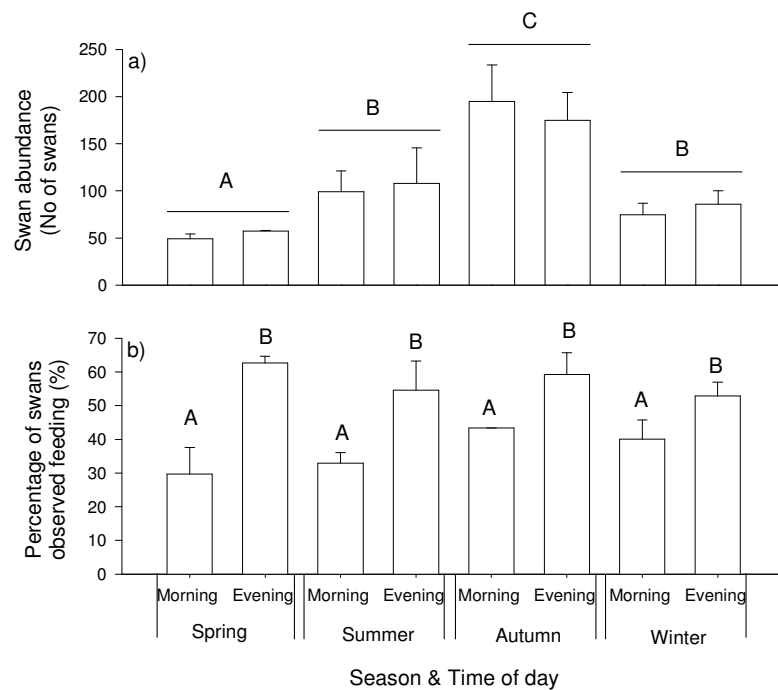 a)
Swan abundance
(No of swans)
250
200
150
100
50
0
A
B
C
B
b)
Percentage of swans
observed feeding (%)
70
60
50
40
30
20
10
0
A
B
A
B
A
B
A
B
Morning Evening Morning Evening Morning Evening Morning Evening
Spring Summer Autumn Winter
Season & Time of day